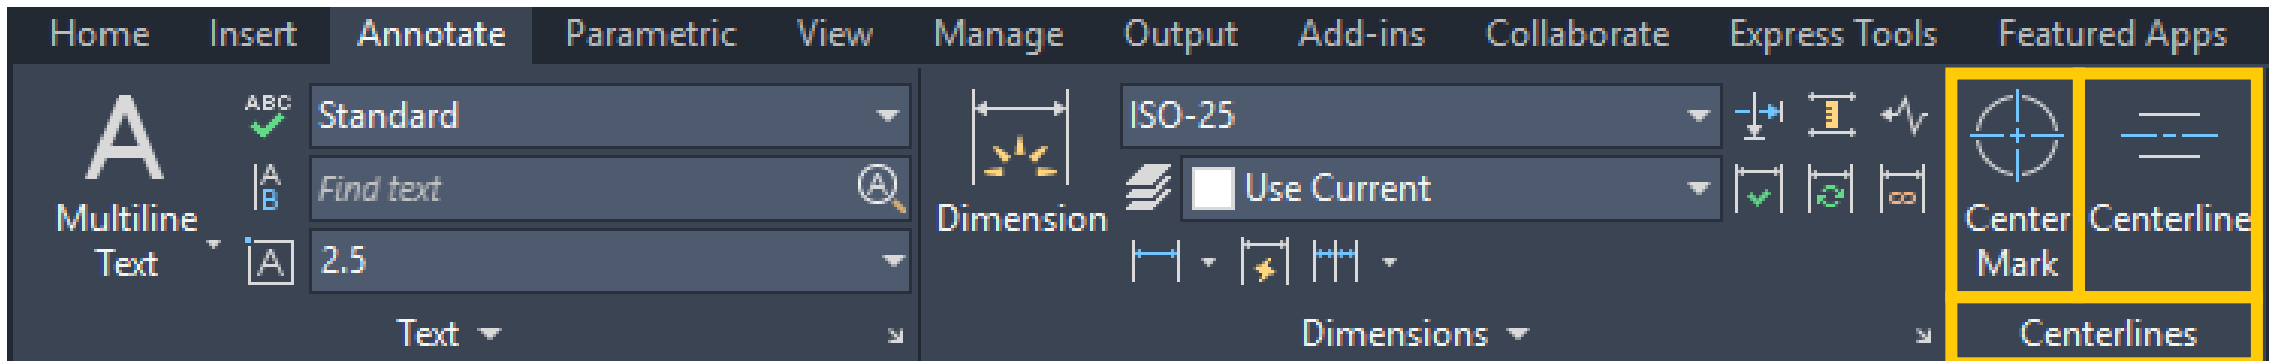 Home Insert Annotate Parametric View Manage Output Add-ins Collaborate Express Tools Featured Apps
A
Multiline
Text
ABC
Standard
A
B
Find text
A
A
2.5
Text
Dimension
ISO-25
Use Current
Dimensions
Center
Mark
Centerline
Centerlines